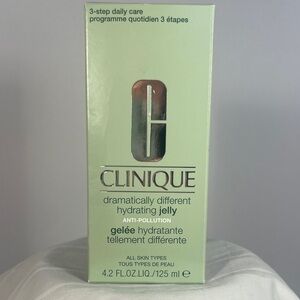 3-step daily care
programme quotidien 3 étapes
CLINIQUE
dramatically different
hydrating jelly
ANTI-POLLUTION
gelée hydratante
tellement différente
ALL SKIN TYPES
TOUS TYPES DE PEAU
4.2 FL.OZ.LIQ./125 ml ℮